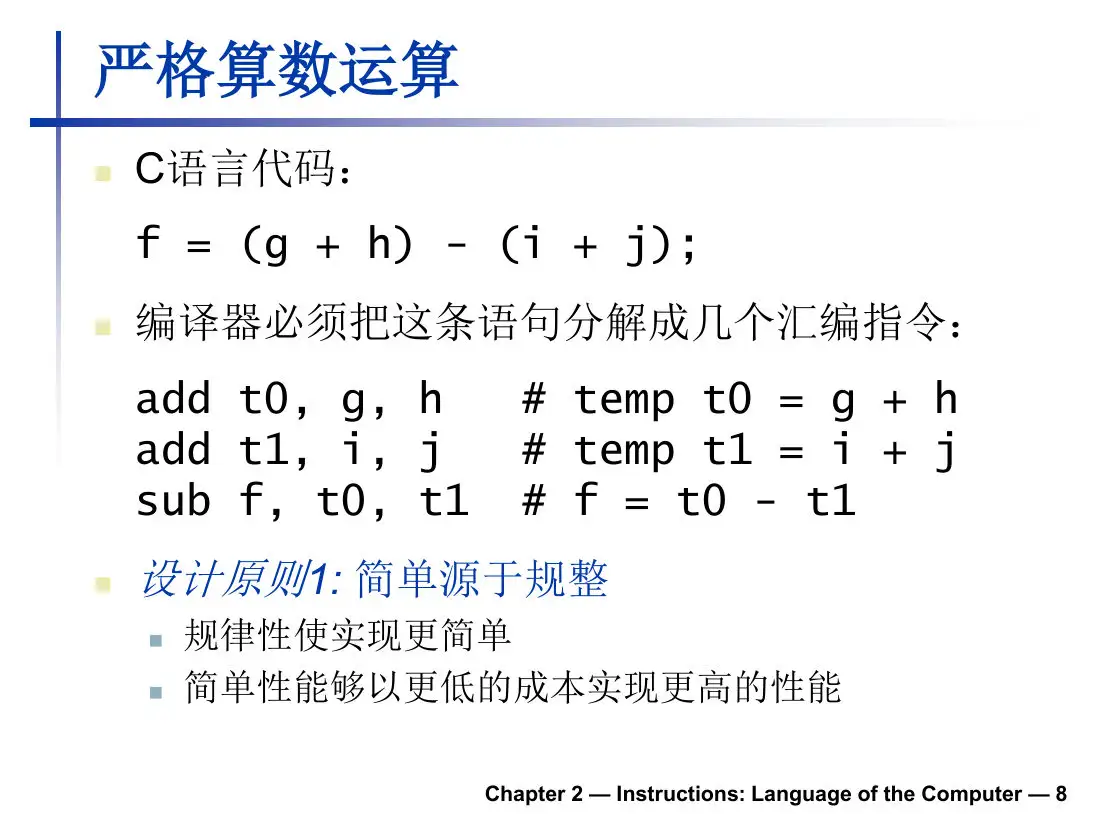 严格算数运算
C语言代码：
f = (g + h) - (i + j);
编译器必须把这条语句分解成几个汇编指令：
add t0, g, h   # temp t0 = g + h
add t1, i, j   # temp t1 = i + j
sub f, t0, t1  # f = t0 - t1
设计原则1: 简单源于规整
规律性使实现更简单
简单性能够以更低的成本实现更高的性能
Chapter 2 — Instructions: Language of the Computer — 8